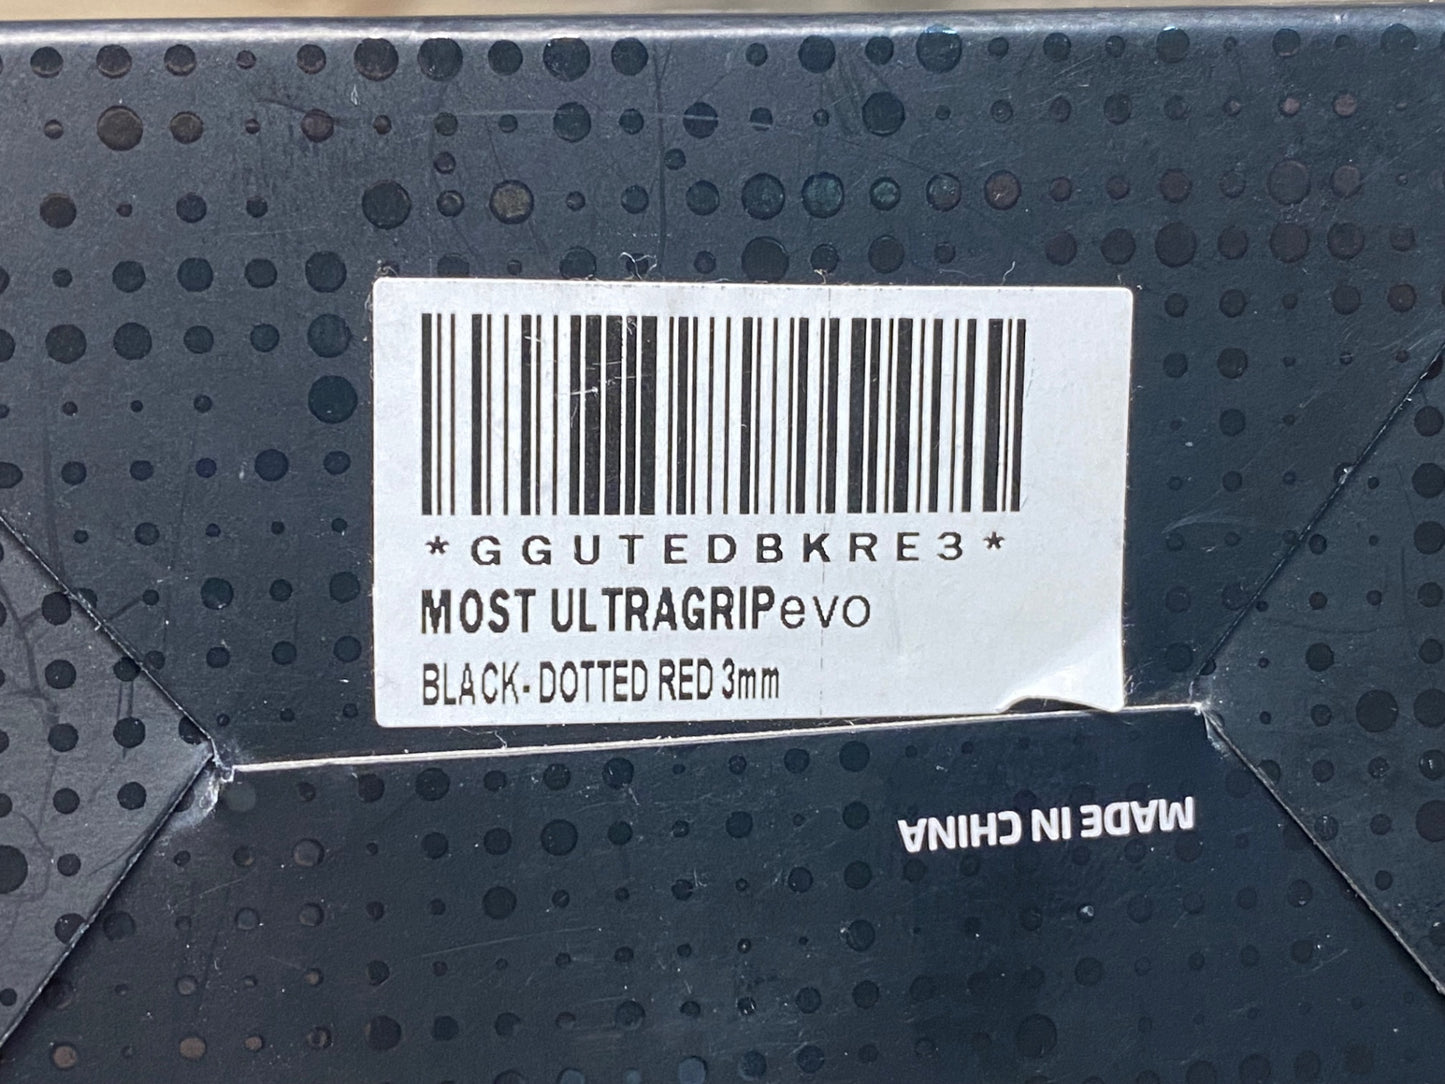 *GGUTEDBKRE3*
MOST ULTRAGRIPevo
BLACK-DOTTED RED 3mm
MADE IN CHINA